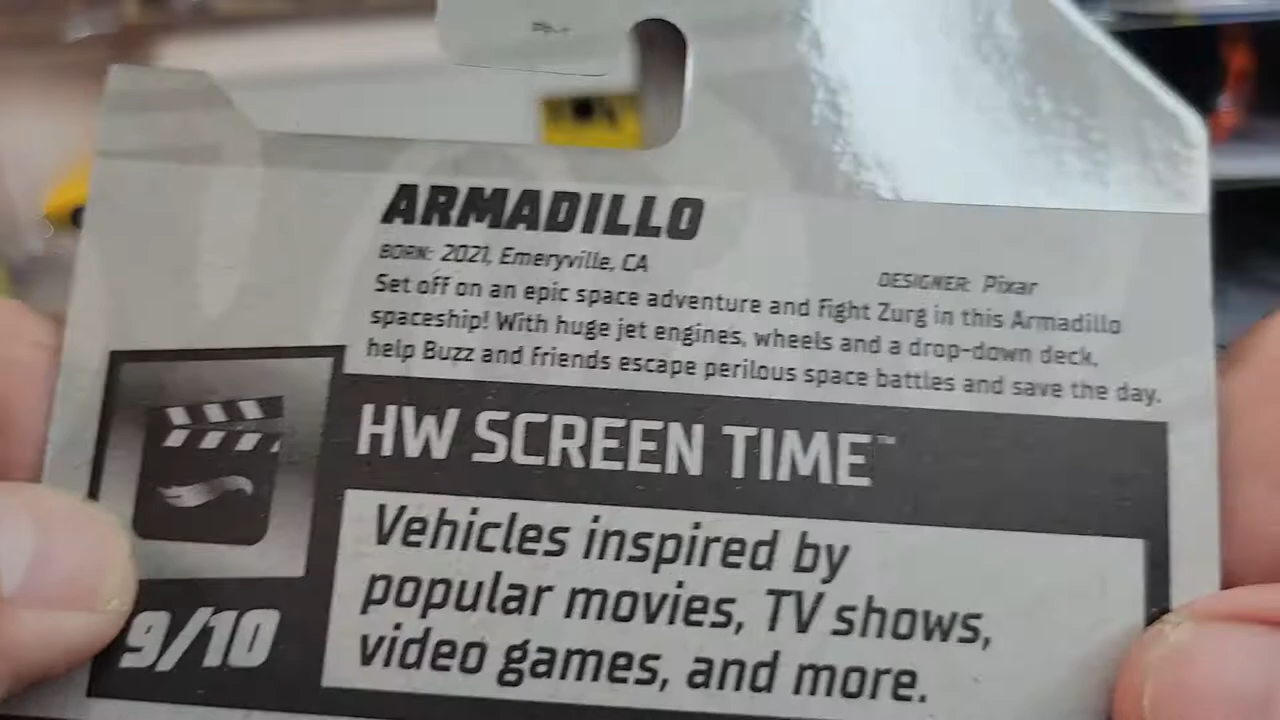 ARMADILLO
BORN: 2021, Emeryville, CA
DESIGNER: Pixar
Set off on an epic space adventure and fight Zurg in this Armadillo
spaceship! With huge jet engines, wheels and a drop-down deck,
help Buzz and friends escape perilous space battles and save the day.
HW SCREEN TIME™
Vehicles inspired by
popular movies, TV shows,
video games, and more.
9/10